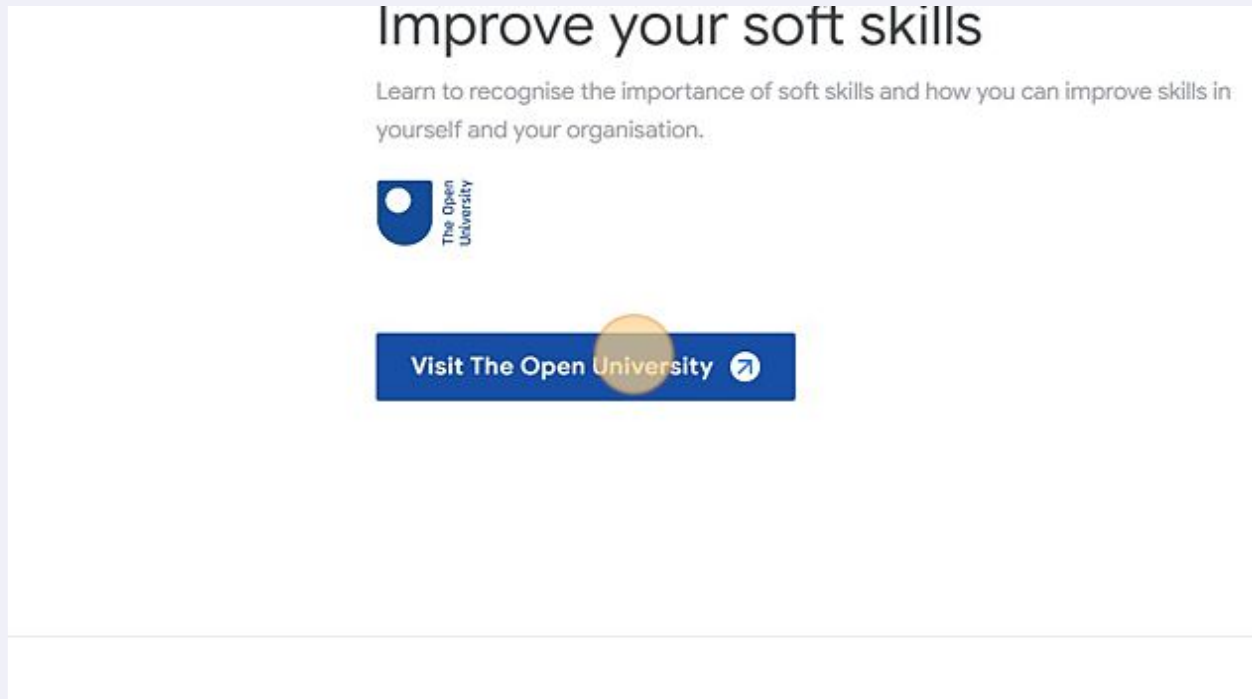 Improve your soft skills
Learn to recognise the importance of soft skills and how you can improve skills in
yourself and your organisation.
The Open
University
Visit The Open University